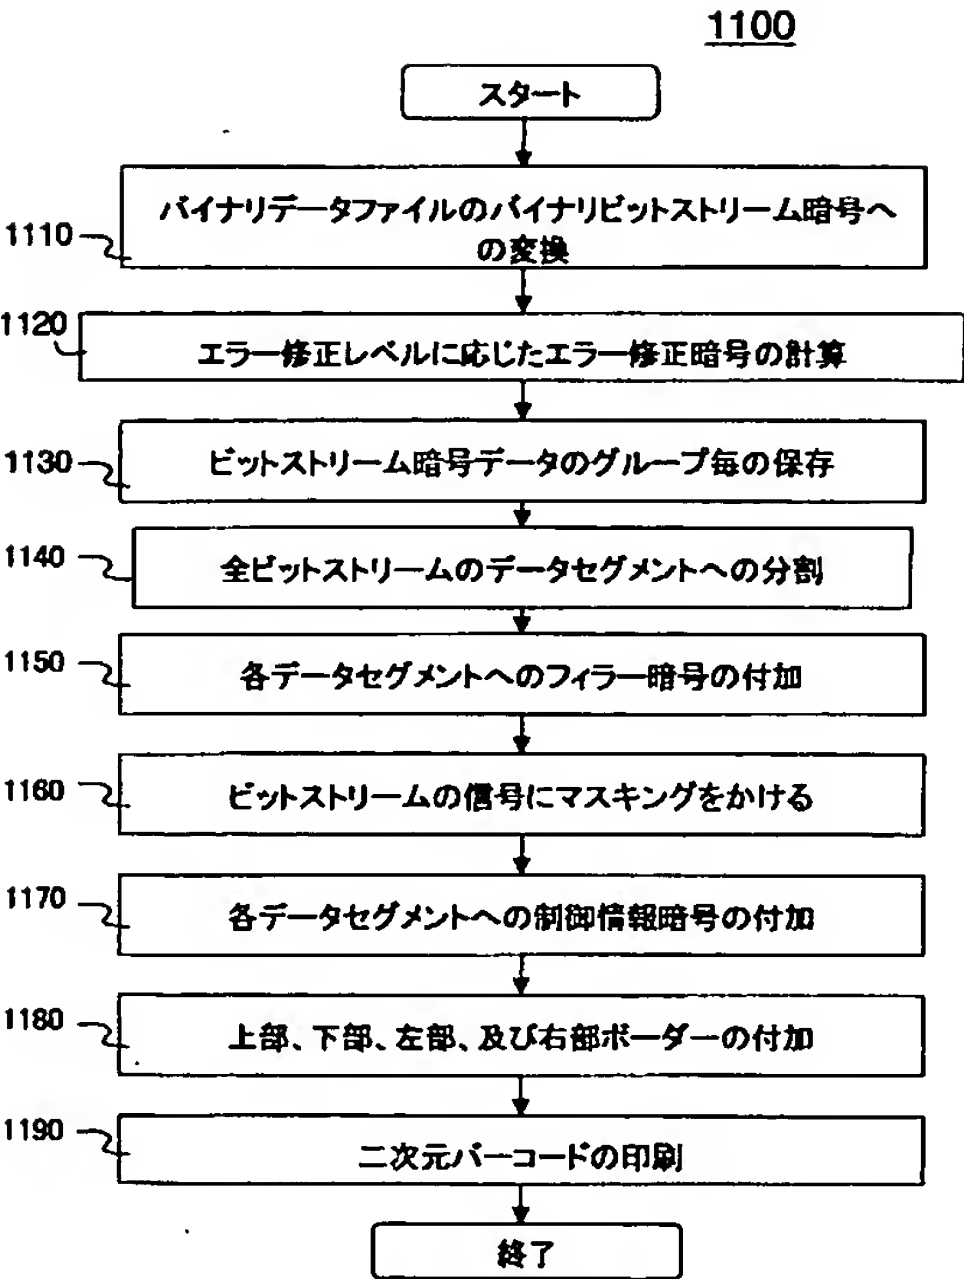 1100
スタート
バイナリデータファイルのバイナリビットストリーム暗号へ
の変換
1110
1120
エラー修正レベルに応じたエラー修正暗号の計算
1130
ビットストリーム暗号データのグループ毎の保存
1140
全ビットストリームのデータセグメントへの分割
1150
各データセグメントへのフィラー暗号の付加
1160
ビットストリームの信号にマスキングをかける
1170
各データセグメントへの制御情報暗号の付加
1180
上部、下部、左部、及び右部ボーダーの付加
1190
二次元バーコードの印刷
終了